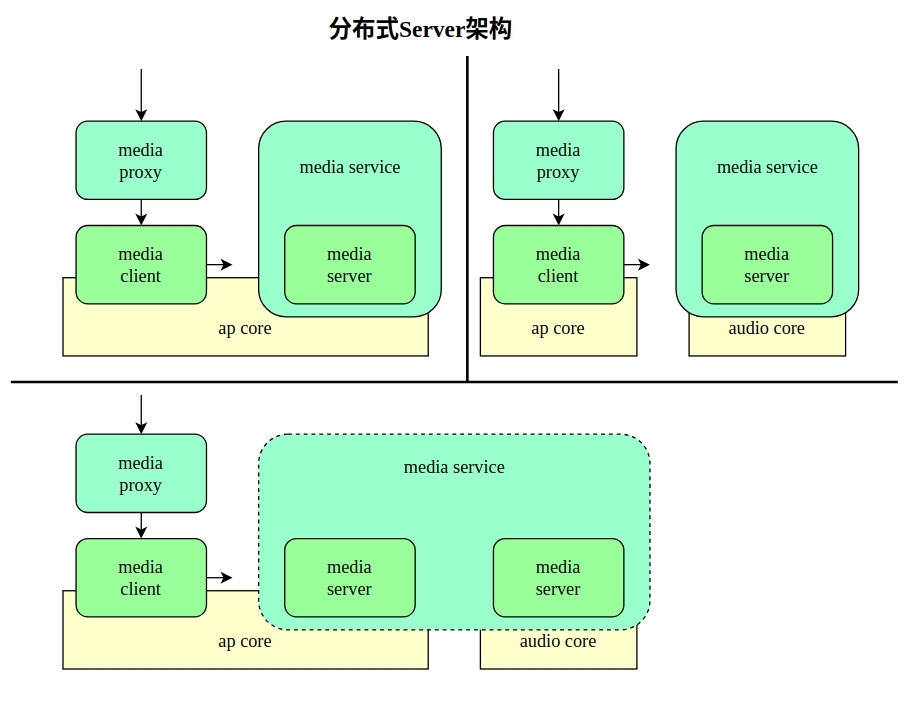 分布式Server架构
media
proxy
media service
media
client
media
server
ap core
media
proxy
media service
media
client
media
server
ap core
audio core
media
proxy
media service
media
client
media
server
media
server
ap core
audio core